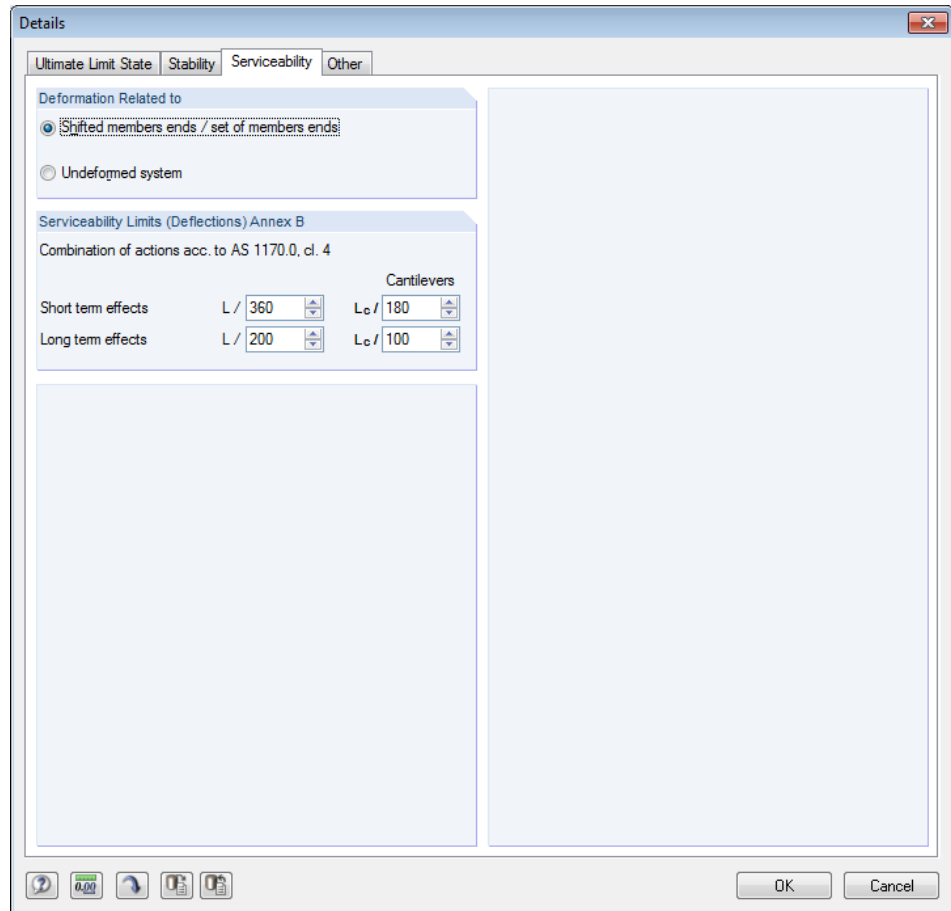 Details
Ultimate Limit State Stability Serviceability Other
Deformation Related to
Shifted members ends / set of members ends
Undeformed system
Serviceability Limits (Deflections) Annex B
Combination of actions acc. to AS 1170.0, cl. 4
Cantilevers
Short term effects L / 360 Lc / 180
Long term effects L / 200 Lc / 100
0.00
OK Cancel